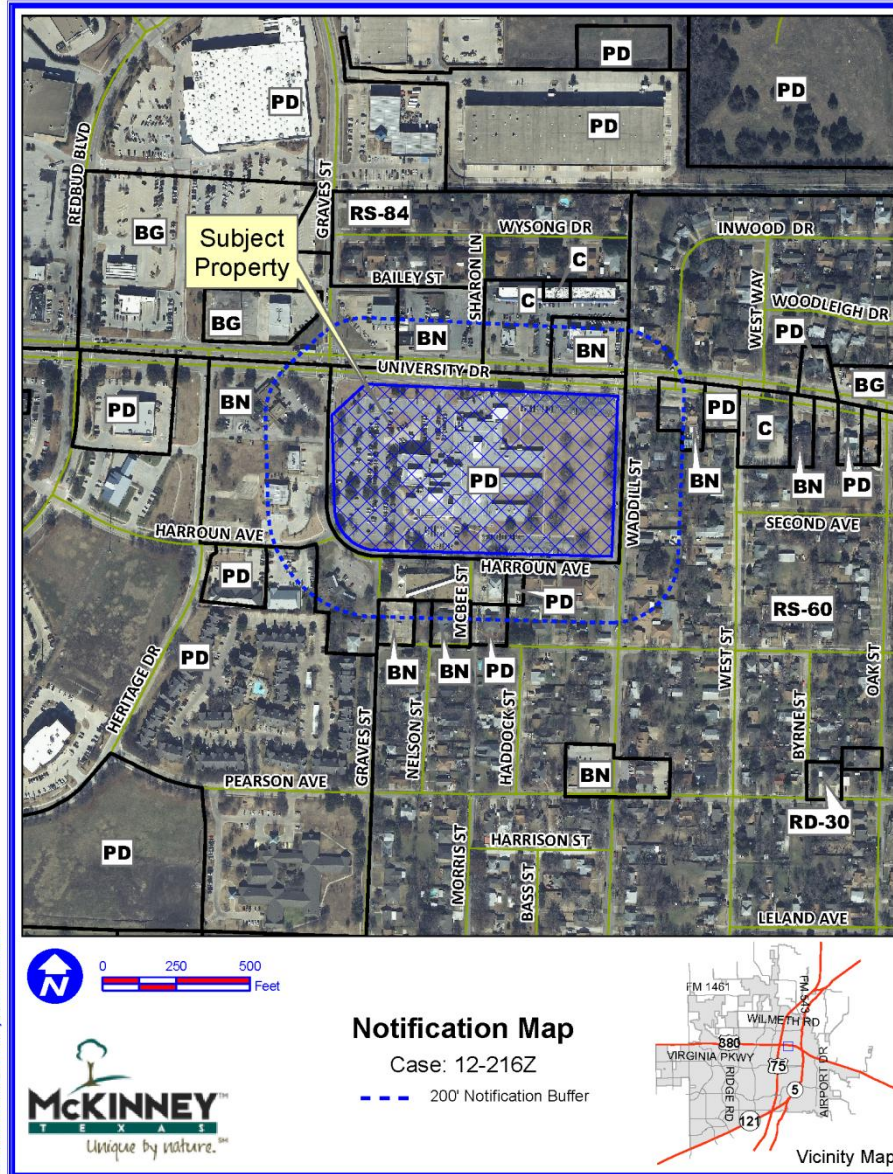 PD
PD
PD
PD
REDBUD BLVD
GRAVES ST
BG
RS-84
WYSONG DR
INWOOD DR
Subject
Property
SHARON LN
C
BAILEY ST
C
WEST WAY
WOODLEIGH DR
PD
BG
BN
BN
UNIVERSITY DR
BG
PD
BN
PD
C
PD
WADDILL ST
BN
BN
PD
SECOND AVE
HARROUN AVE
HARROUN AVE
PD
MCBEE ST
PD
RS-60
PD
BN
BN
PD
WEST ST
OAK ST
HERITAGE DR
GRAVES ST
NELSON ST
HADDOCK ST
BYRNE ST
BN
PEARSON AVE
RD-30
PD
MORRIS ST
HARRISON ST
BASS ST
LELAND AVE
N
0 250 500
Feet
Notification Map
Case: 12-216Z
200' Notification Buffer
McKINNEY™
TEXAS
Unique by nature.℠
FM 1461
FM 543
WILMETH RD
380
VIRGINIA PKWY
75
RIDGE RD
AIRPORT DR
5
121
Vicinity Map